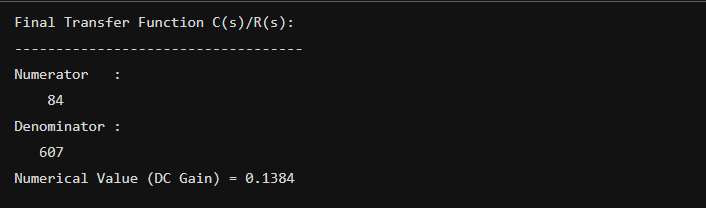 Final Transfer Function C(s)/R(s):
----------------------------------
Numerator   :
    84
Denominator :
   607
Numerical Value (DC Gain) = 0.1384